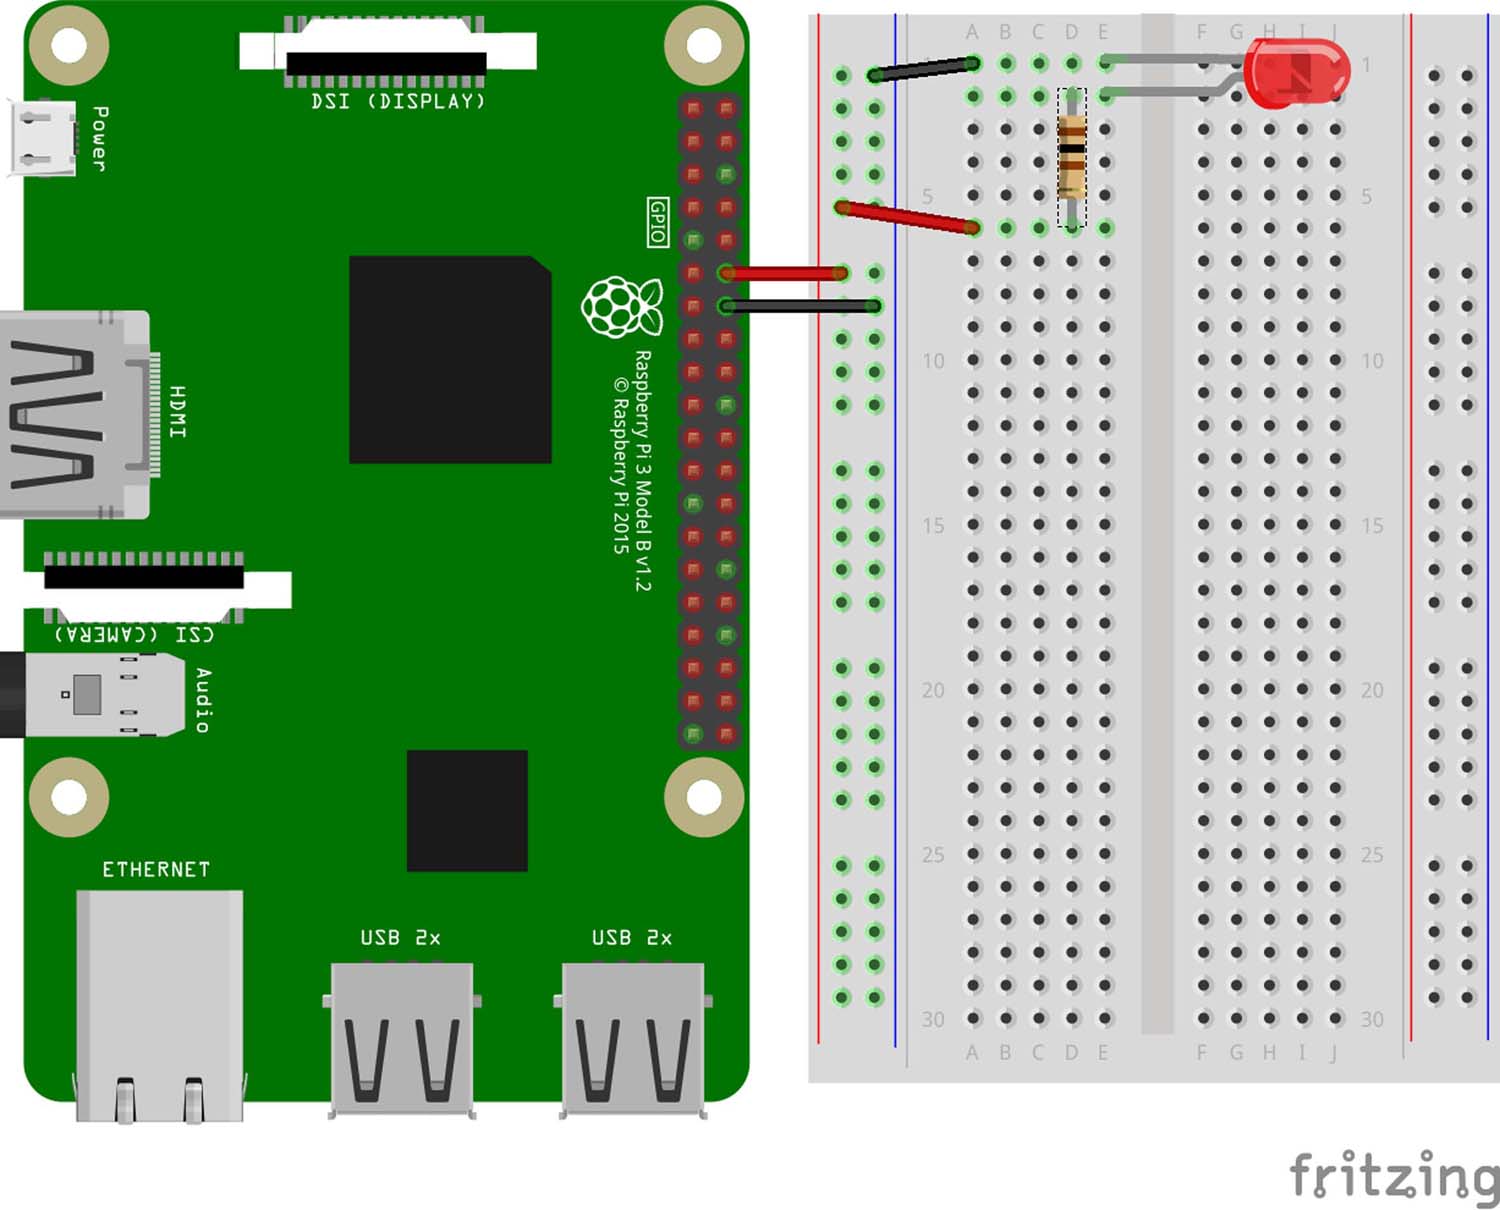 DSI (DISPLAY)
Power
GPIO
HDMI
Raspberry Pi 3 Model B v1.2
© Raspberry Pi 2015
CSI (CAMERA)
Audio
ETHERNET
USB 2x
USB 2x
A B C D E F G H I J
1 1
5 5
10 10
15 15
20 20
25 25
30 30
A B C D E F G H I J
fritzing